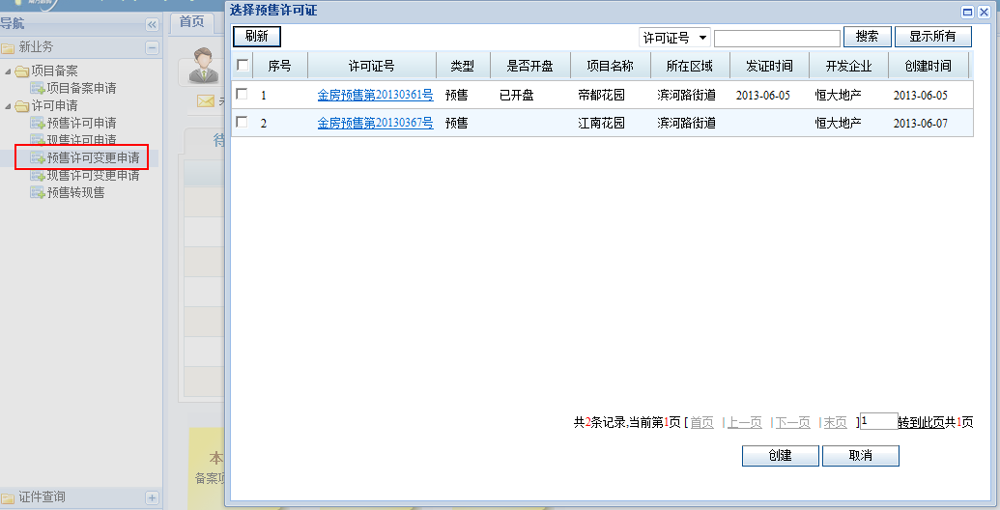 导航
新业务
项目备案
项目备案申请
许可申请
预售许可申请
现售许可申请
预售许可变更申请
现售许可变更申请
预售转现售
证件查询
首页
待
本
备案项
选择预售许可证
刷新 许可证号 搜索 显示所有
序号 许可证号 类型 是否开盘 项目名称 所在区域 发证时间 开发企业 创建时间
1 金房预售第20130361号 预售 已开盘 帝都花园 滨河路街道 2013-06-05 恒大地产 2013-06-05
2 金房预售第20130367号 预售 江南花园 滨河路街道 恒大地产 2013-06-07
共2条记录,当前第1页 [ 首页 | 上一页 | 下一页 | 末页 ] 1 转到此页共1页
创建 取消